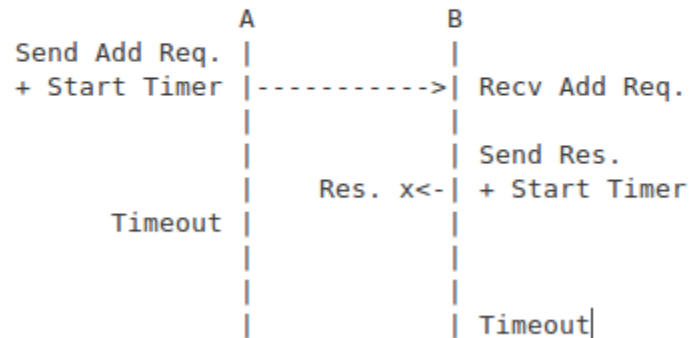 A B
Send Add Req. | |
+ Start Timer |----------->| Recv Add Req.
| |
| | Send Res.
| Res. x<-| + Start Timer
Timeout | |
| |
| |
| | Timeout|